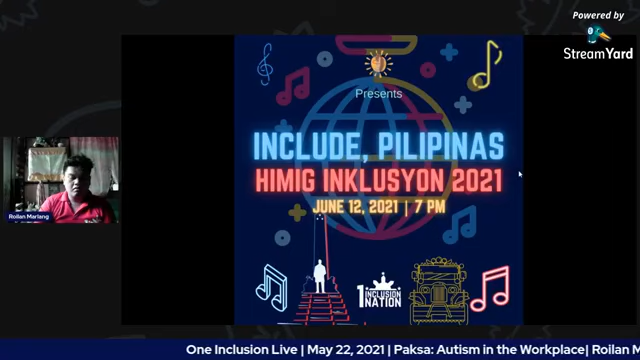 Powered by
StreamYard
Presents
INCLUDE, PILIPINAS
HIMIG INKLUSYON 2021
JUNE 12, 2021 | 7 PM
1 INCLUSION
NATION
Roilan Marlang
One Inclusion Live | May 22, 2021 | Paksa: Autism in the Workplace| Roilan M